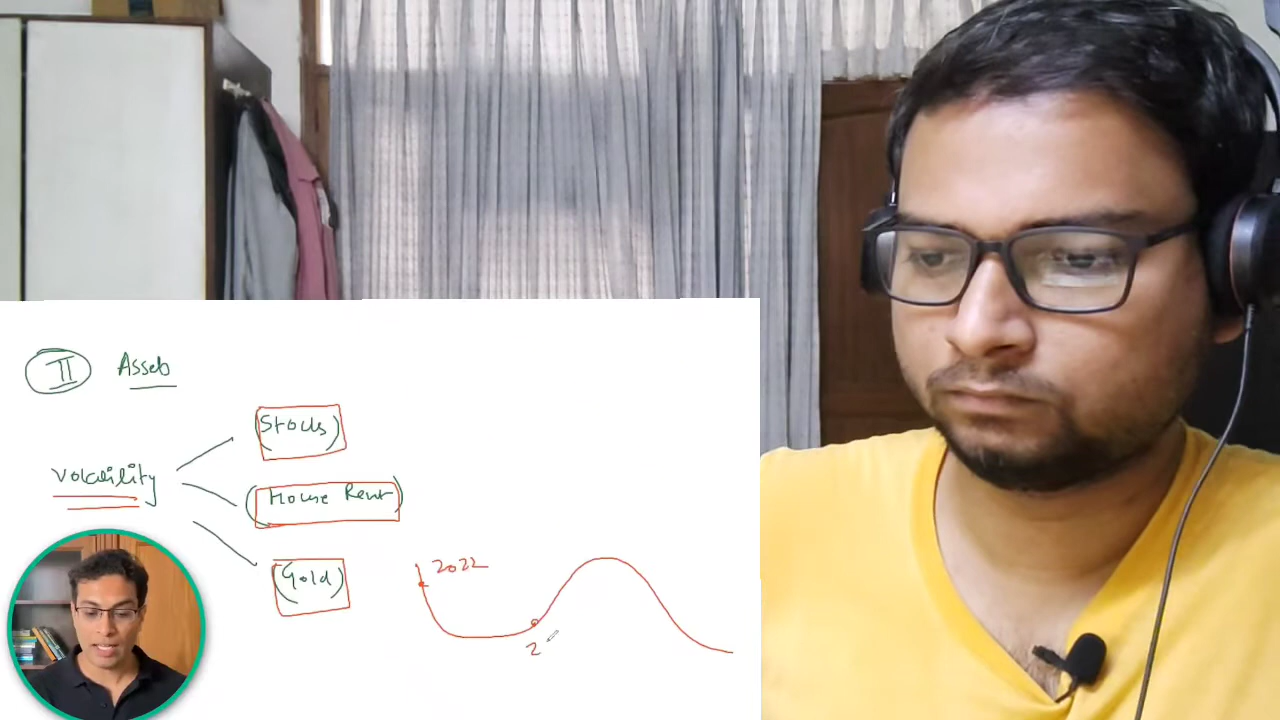 II Assets
Volatility
(Stocks)
(House Rent)
(Gold)
2022
2